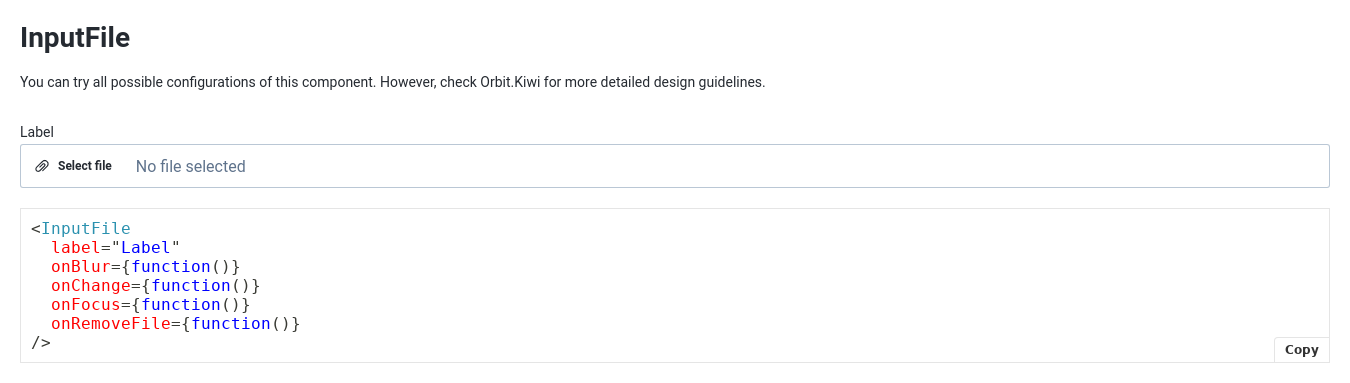 InputFile
You can try all possible configurations of this component. However, check Orbit.Kiwi for more detailed design guidelines.
Label
Select file No file selected
<InputFile
  label="Label"
  onBlur={function()}
  onChange={function()}
  onFocus={function()}
  onRemoveFile={function()}
/>
Copy